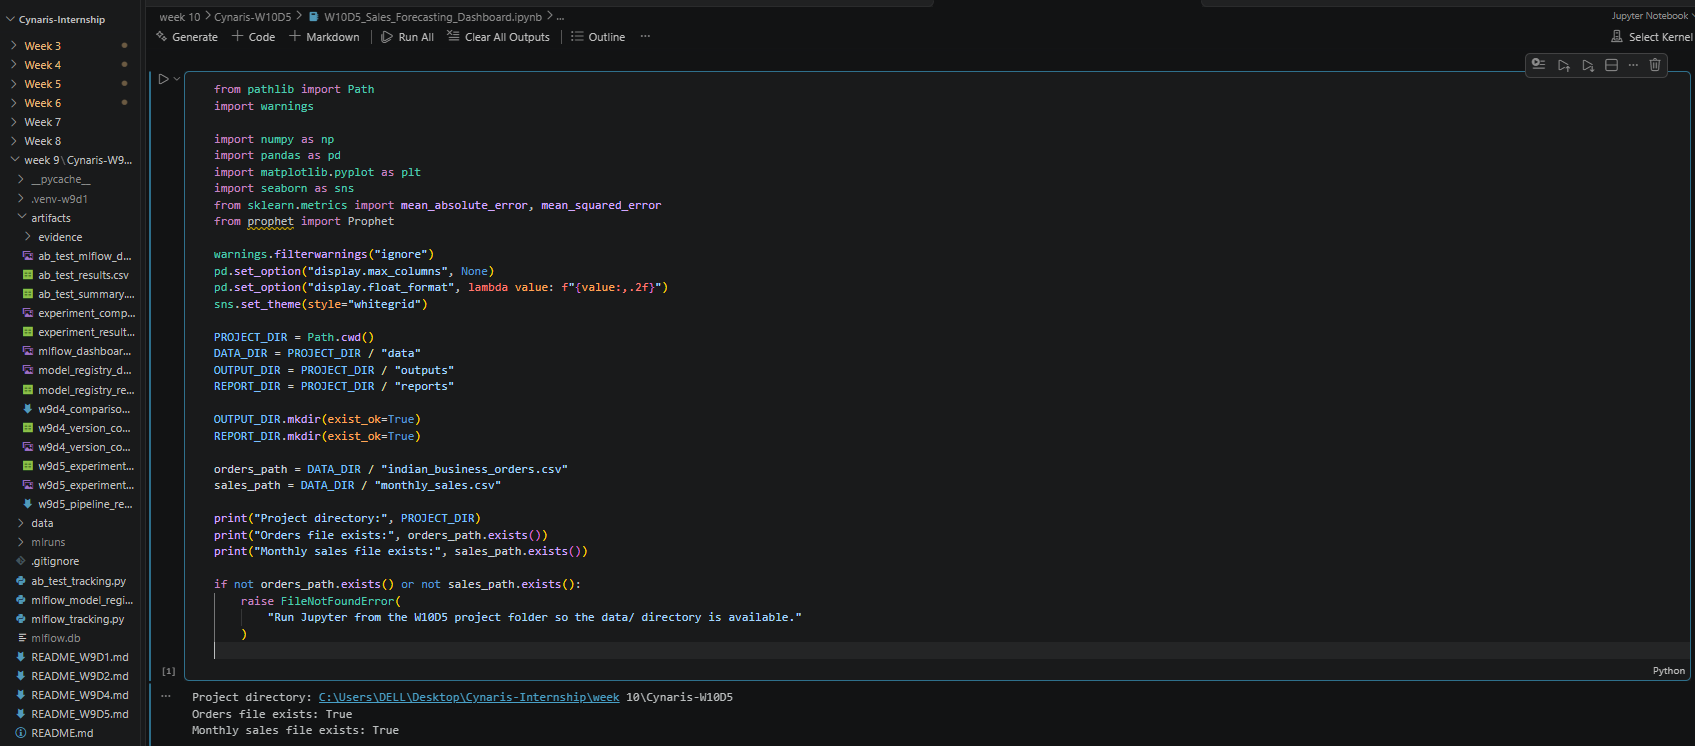 Cynaris-Internship
Week 3
Week 4
Week 5
Week 6
Week 7
Week 8
week 9\Cynaris-W9...
__pycache__
.venv-w9d1
artifacts
evidence
ab_test_mlflow_d...
ab_test_results.csv
ab_test_summary....
experiment_comp...
experiment_result...
mlflow_dashboar...
model_registry_d...
model_registry_re...
w9d4_compariso...
w9d4_version_co...
w9d4_version_co...
w9d5_experiment...
w9d5_experiment...
w9d5_pipeline_re...
data
mlruns
.gitignore
ab_test_tracking.py
mlflow_model_regi...
mlflow_tracking.py
mlflow.db
README_W9D1.md
README_W9D2.md
README_W9D4.md
README_W9D5.md
README.md
week 10 > Cynaris-W10D5 > W10D5_Sales_Forecasting_Dashboard.ipynb > ...
Jupyter Notebook
Generate + Code + Markdown | Run All Clear All Outputs | Outline ...
Select Kernel
from pathlib import Path
import warnings
import numpy as np
import pandas as pd
import matplotlib.pyplot as plt
import seaborn as sns
from sklearn.metrics import mean_absolute_error, mean_squared_error
from prophet import Prophet
warnings.filterwarnings("ignore")
pd.set_option("display.max_columns", None)
pd.set_option("display.float_format", lambda value: f"{value:,.2f}")
sns.set_theme(style="whitegrid")
PROJECT_DIR = Path.cwd()
DATA_DIR = PROJECT_DIR / "data"
OUTPUT_DIR = PROJECT_DIR / "outputs"
REPORT_DIR = PROJECT_DIR / "reports"
OUTPUT_DIR.mkdir(exist_ok=True)
REPORT_DIR.mkdir(exist_ok=True)
orders_path = DATA_DIR / "indian_business_orders.csv"
sales_path = DATA_DIR / "monthly_sales.csv"
print("Project directory:", PROJECT_DIR)
print("Orders file exists:", orders_path.exists())
print("Monthly sales file exists:", sales_path.exists())
if not orders_path.exists() or not sales_path.exists():
    raise FileNotFoundError(
        "Run Jupyter from the W10D5 project folder so the data/ directory is available."
    )
[1]
Python
... Project directory: C:\Users\DELL\Desktop\Cynaris-Internship\week 10\Cynaris-W10D5
Orders file exists: True
Monthly sales file exists: True